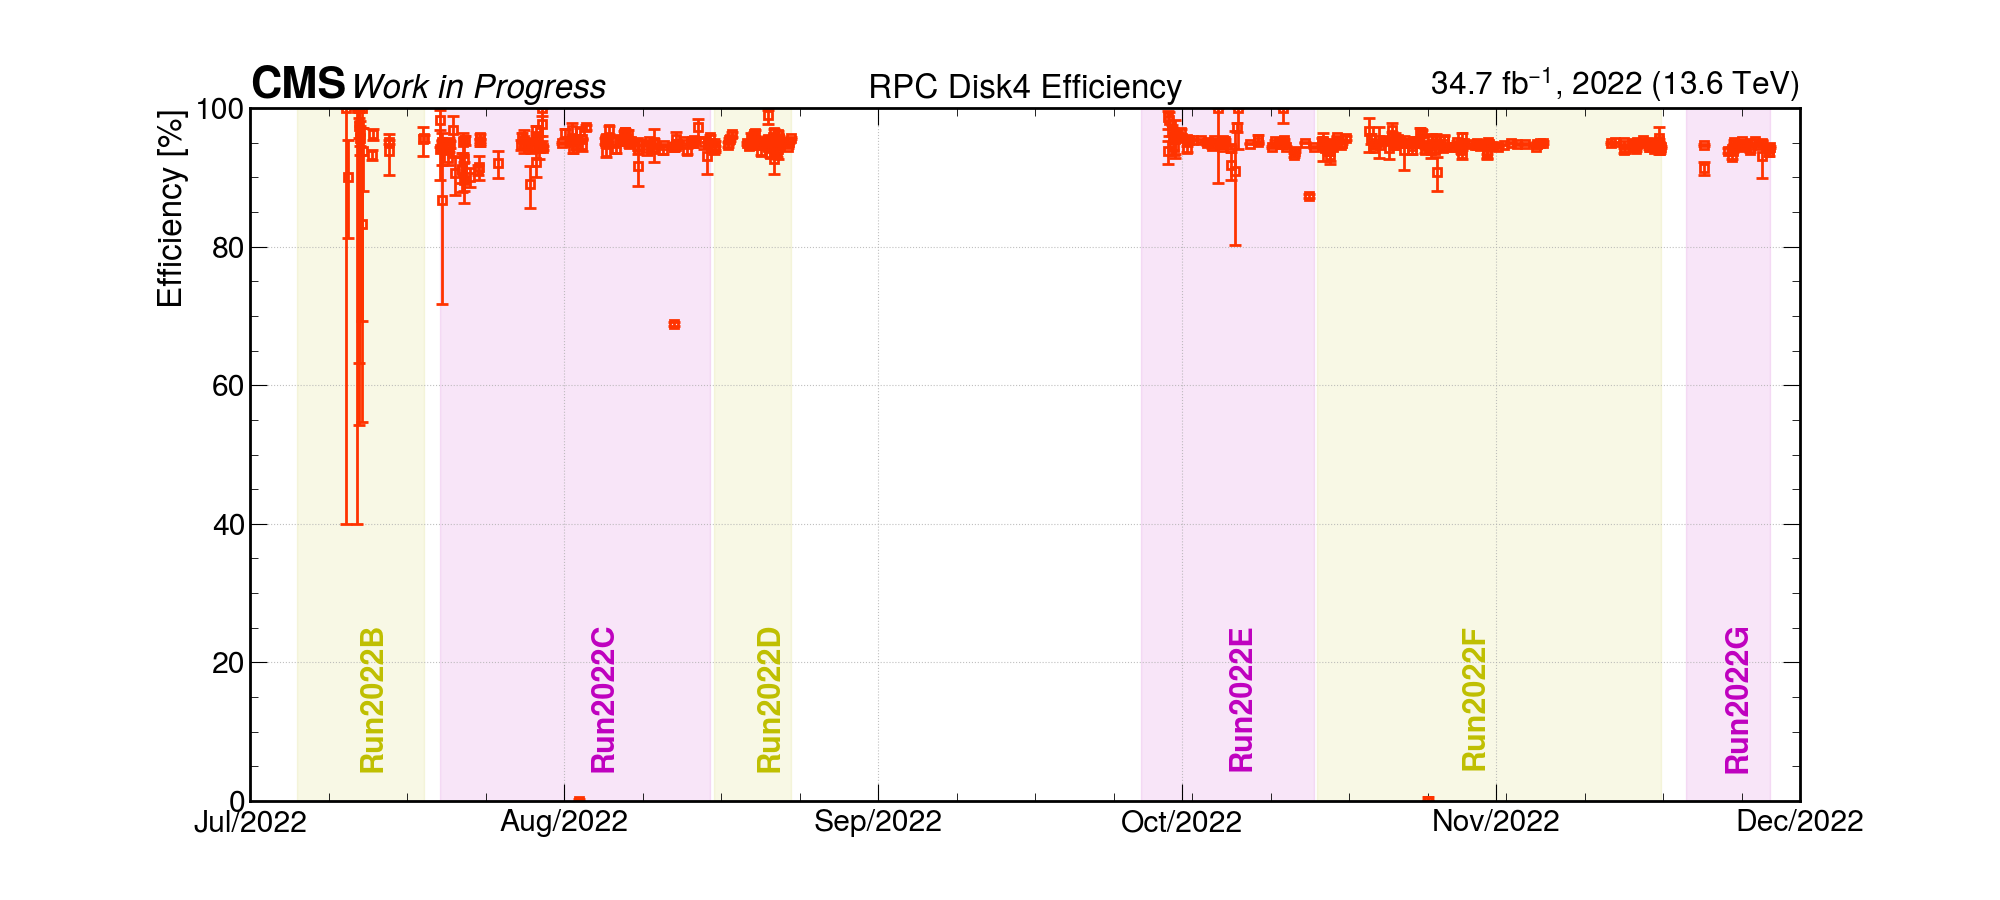 CMS Work in Progress RPC Disk4 Efficiency 34.7 fb⁻¹, 2022 (13.6 TeV)
Efficiency [%]
100
80
60
40
20
0
Run2022B Run2022C Run2022D Run2022E Run2022F Run2022G
Jul/2022 Aug/2022 Sep/2022 Oct/2022 Nov/2022 Dec/2022